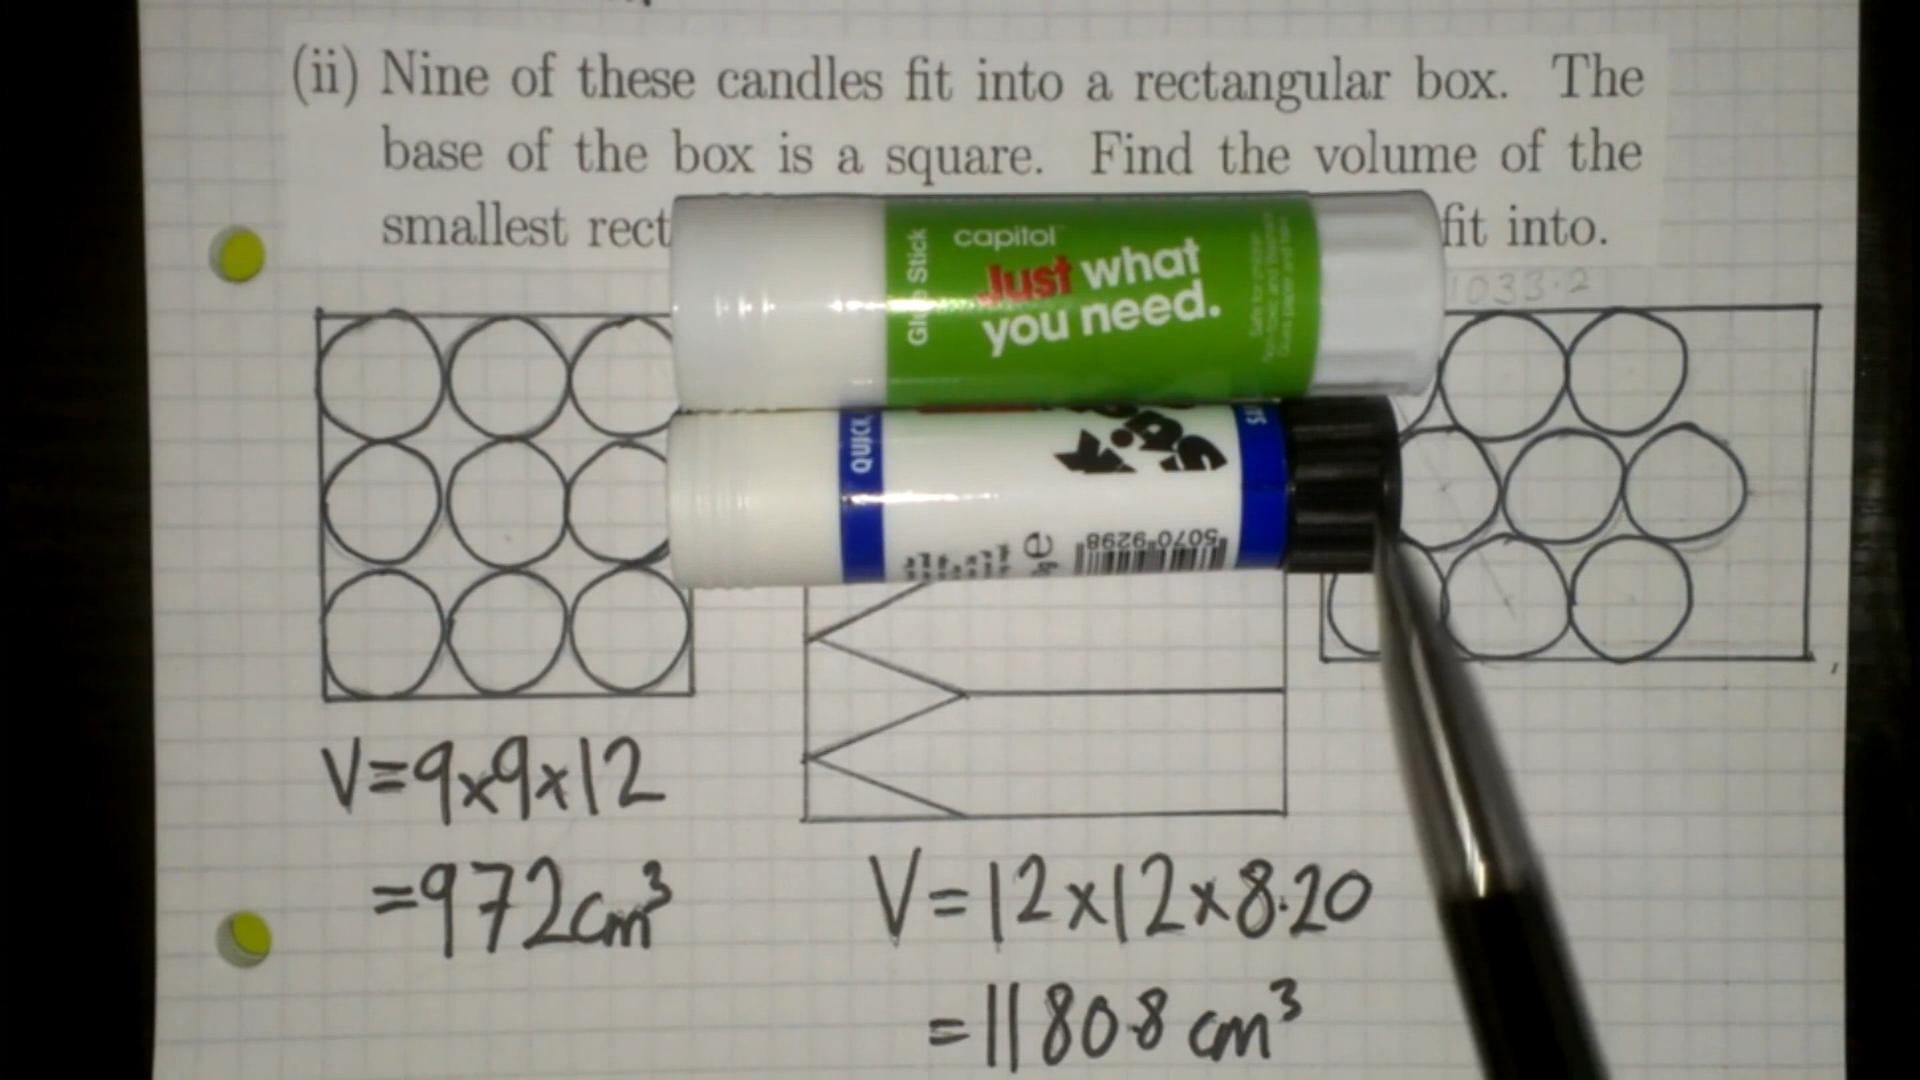 (ii) Nine of these candles fit into a rectangular box. The
base of the box is a square. Find the volume of the
smallest rect fit into.
Glue Stick
capitol
Just what
you need.
1033.2
QUICK
KIDS
5070 9298
e
V=9x9x12
=972cm³
V=12x12x8.20
=1180.8 cm³